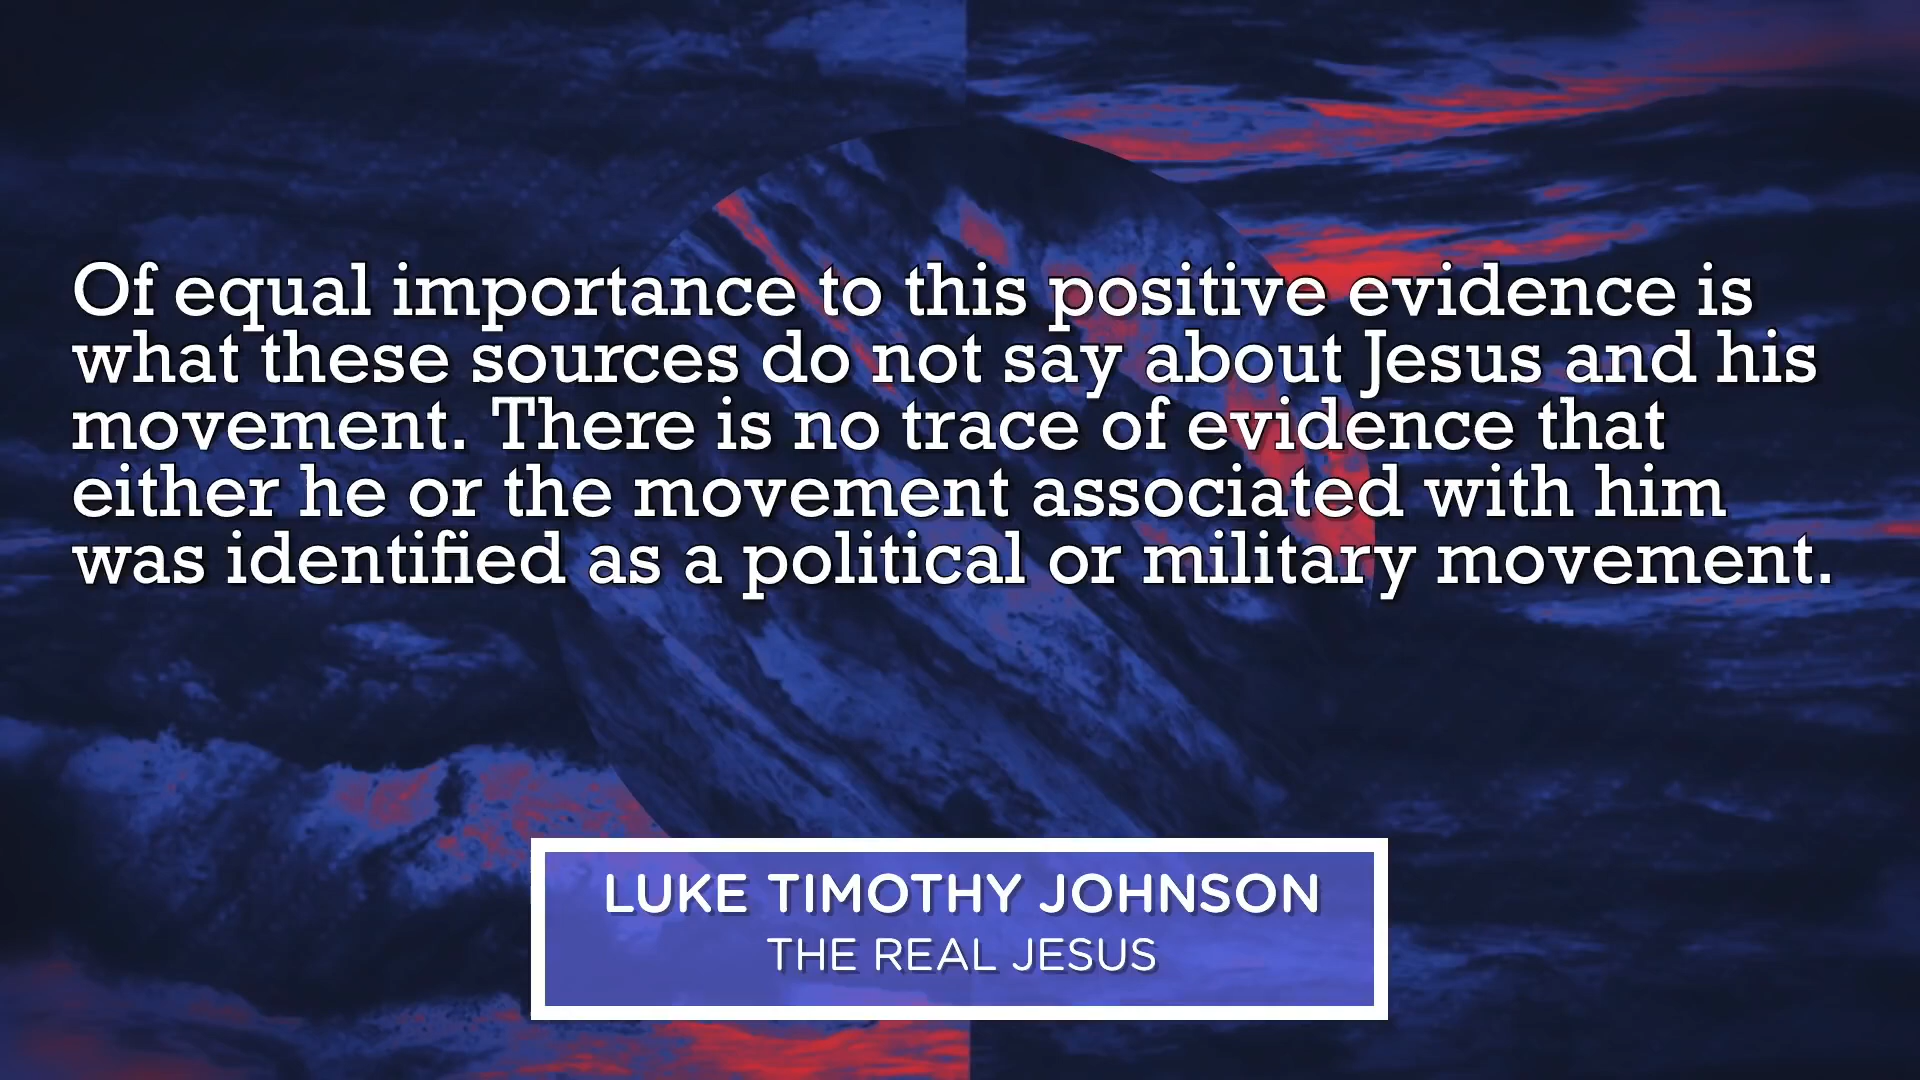 Of equal importance to this positive evidence is
what these sources do not say about Jesus and his
movement. There is no trace of evidence that
either he or the movement associated with him
was identified as a political or military movement.
LUKE TIMOTHY JOHNSON
THE REAL JESUS